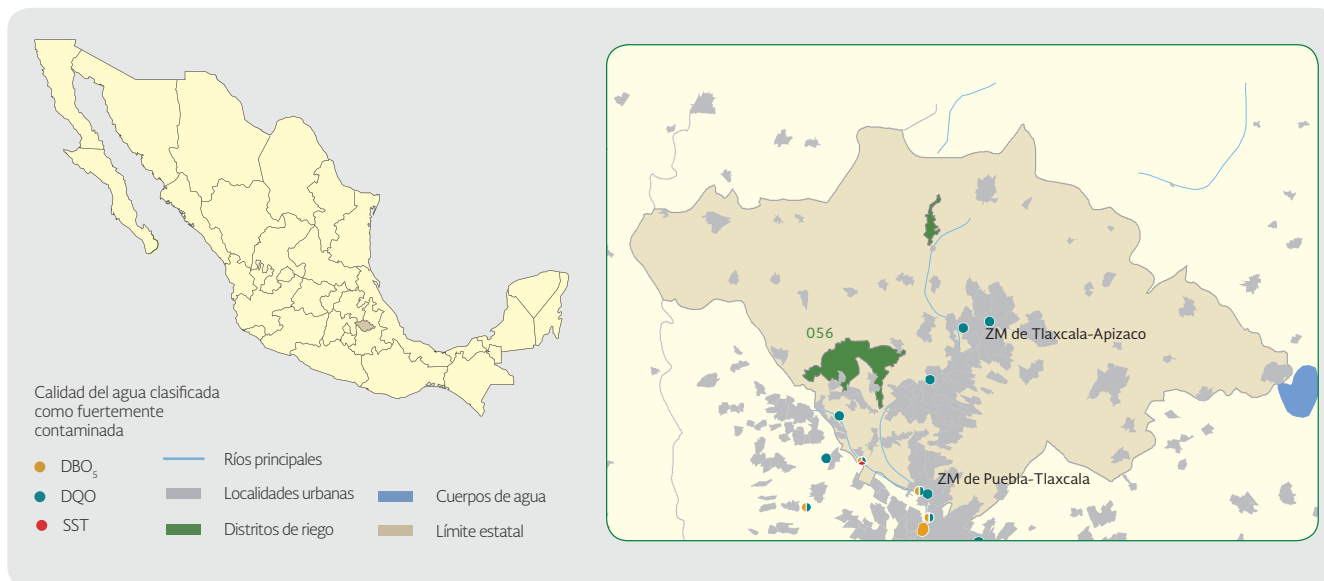 Calidad del agua clasificada
como fuertemente
contaminada
DBO5
DQO
SST
Ríos principales
Localidades urbanas
Distritos de riego
Cuerpos de agua
Límite estatal
056
ZM de Tlaxcala-Apizaco
ZM de Puebla-Tlaxcala